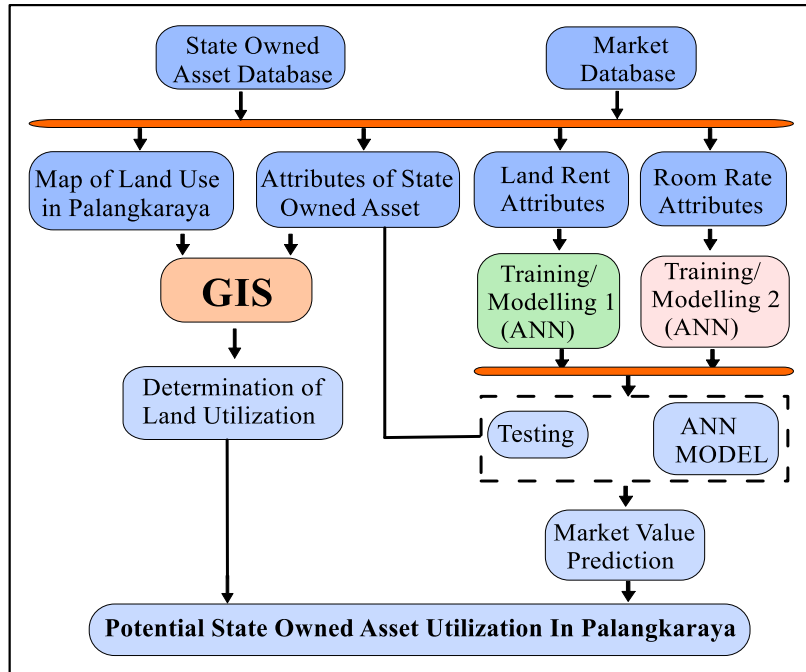 State Owned
Asset Database
Market
Database
Map of Land Use
in Palangkaraya
Attributes of State
Owned Asset
Land Rent
Attributes
Room Rate
Attributes
GIS
Training/
Modelling 1
(ANN)
Training/
Modelling 2
(ANN)
Determination of
Land Utilization
Testing
ANN
MODEL
Market Value
Prediction
Potential State Owned Asset Utilization In Palangkaraya